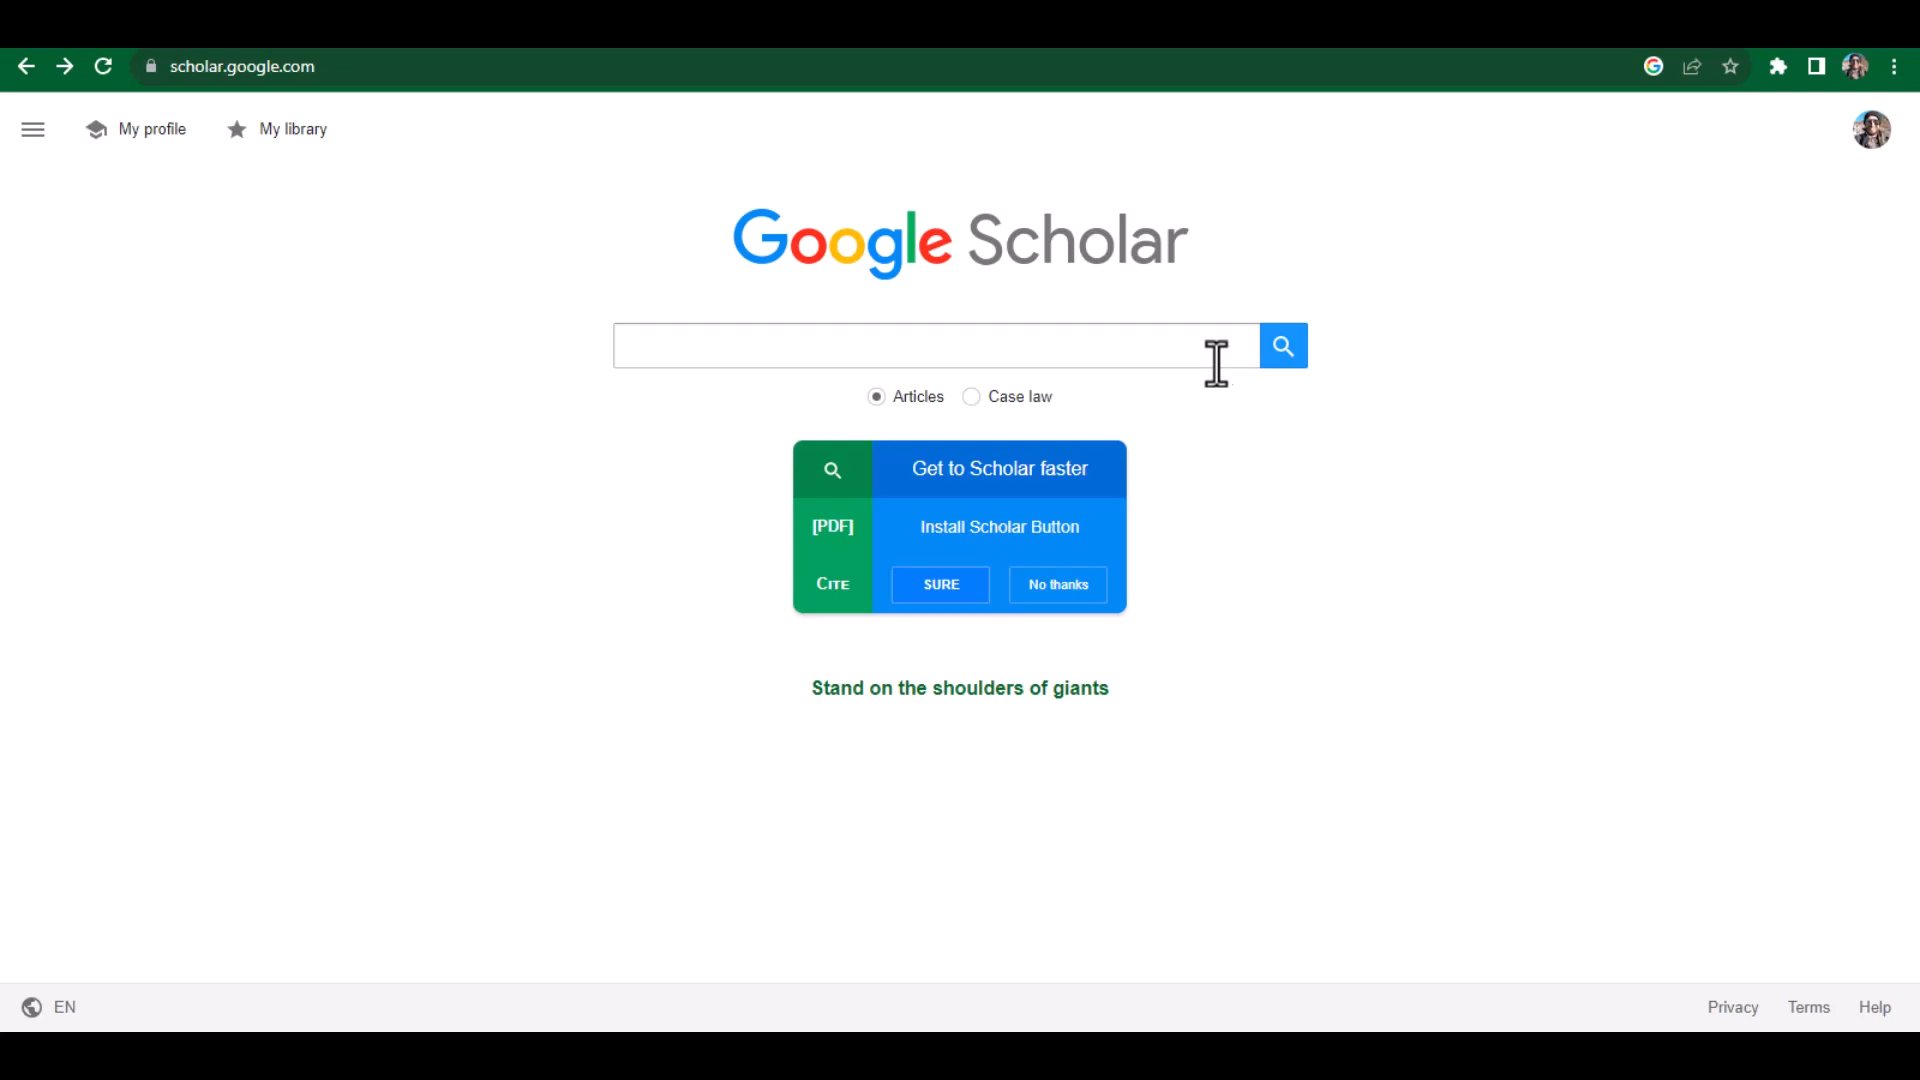 scholar.google.com
My profile
My library
Google Scholar
Articles
Case law
Get to Scholar faster
[PDF]
Install Scholar Button
CITE
SURE
No thanks
Stand on the shoulders of giants
EN
Privacy
Terms
Help